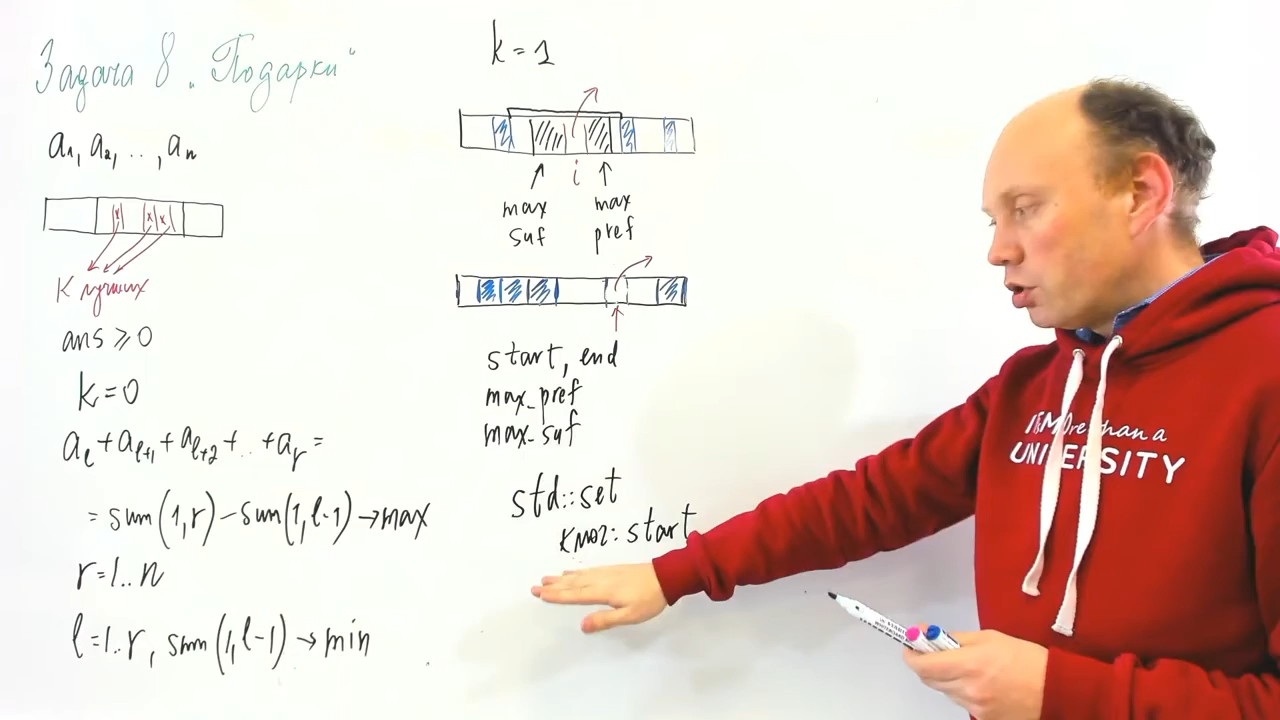 Задача 8 „Подарки“
a₁, a₂, .., aₙ
x x x
K лучших
ans ⩾ 0
k = 0
aₗ + aₗ₊₁ + aₗ₊₂ + .. + aᵣ =
= sum(1, r) – sum(1, l-1) → max
r = 1..n
l = 1..r, sum(1, l-1) → min
k = 1
i
max suf
max pref
start, end
max_pref
max_suf
std::set
ключ: start
than a
UNIVERSITY